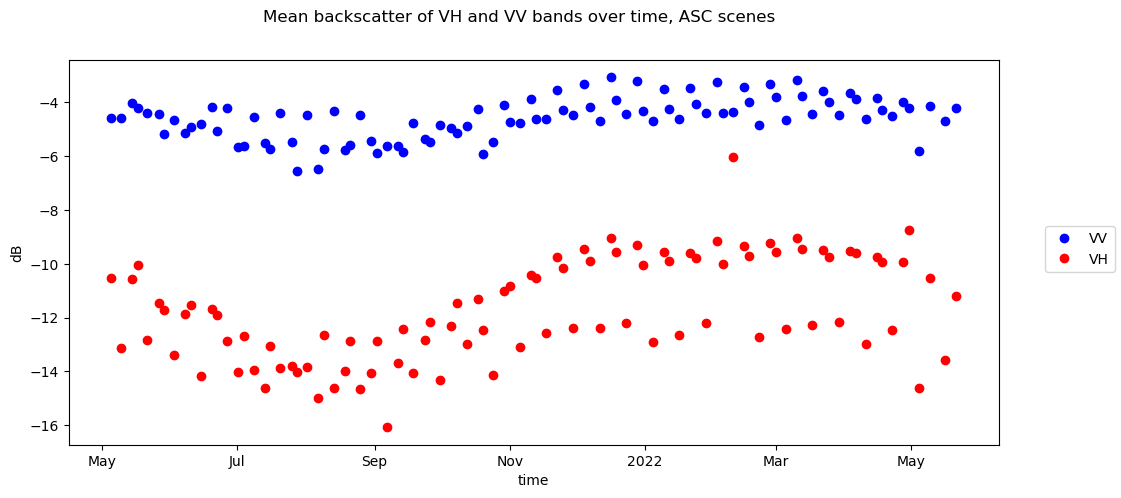 Mean backscatter of VH and VV bands over time, ASC scenes
−4
−6
−8
−10
−12
−14
−16
dB
May
Jul
Sep
Nov
2022
Mar
May
time
VV
VH